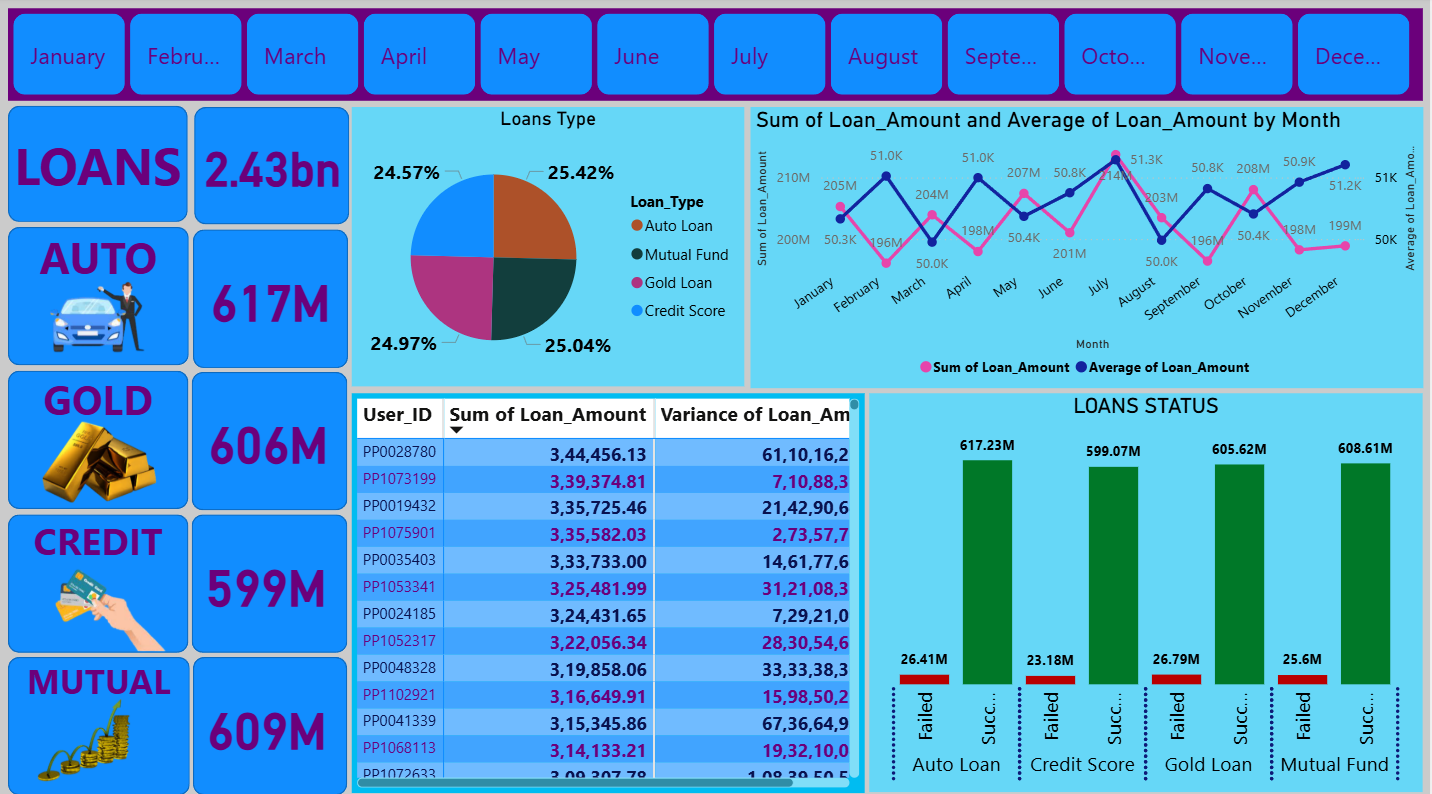 January
Febru...
March
April
May
June
July
August
Septe...
Octo...
Nove...
Dece...
LOANS
2.43bn
AUTO
617M
GOLD
606M
CREDIT
599M
MUTUAL
609M
Loans Type
24.57%
25.42%
24.97%
25.04%
Loan_Type
Auto Loan
Mutual Fund
Gold Loan
Credit Score
Sum of Loan_Amount and Average of Loan_Amount by Month
Sum of Loan_Amount
210M
200M
205M
196M
204M
198M
207M
201M
214M
203M
196M
208M
198M
199M
50.3K
51.0K
50.0K
51.0K
50.4K
50.8K
51.3K
50.0K
50.8K
50.4K
50.9K
51.2K
51K
50K
Average of Loan_Amo...
January
February
March
April
May
June
July
August
September
October
November
December
Month
Sum of Loan_Amount
Average of Loan_Amount
User_ID Sum of Loan_Amount Variance of Loan_Am
PP0028780 3,44,456.13 61,10,16,2
PP1073199 3,39,374.81 7,10,88,3
PP0019432 3,35,725.46 21,42,90,6
PP1075901 3,35,582.03 2,73,57,7
PP0035403 3,33,733.00 14,61,77,6
PP1053341 3,25,481.99 31,21,08,3
PP0024185 3,24,431.65 7,29,21,0
PP1052317 3,22,056.34 28,30,54,6
PP0048328 3,19,858.06 33,33,38,3
PP1102921 3,16,649.91 15,98,50,2
PP0041339 3,15,345.86 67,36,64,9
PP1068113 3,14,133.21 19,32,10,0
PP1072633 3,09,307.78 1,08,39,50,5
LOANS STATUS
617.23M
599.07M
605.62M
608.61M
26.41M
23.18M
26.79M
25.6M
Failed
Succ...
Failed
Succ...
Failed
Succ...
Failed
Succ...
Auto Loan
Credit Score
Gold Loan
Mutual Fund